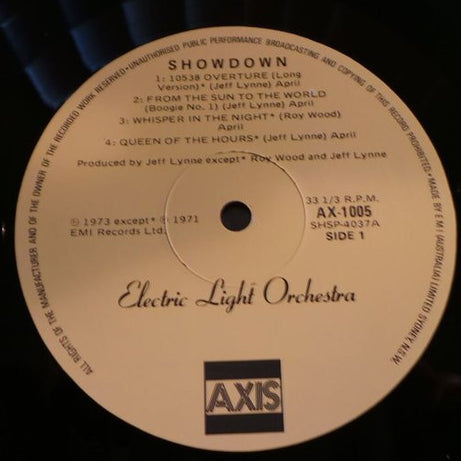 ALL RIGHTS OF THE MANUFACTURER AND OF THE OWNER OF THE RECORDED WORK RESERVED • UNAUTHORISED PUBLIC PERFORMANCE BROADCASTING AND COPYING OF THIS RECORD PROHIBITED • MADE BY EMI (AUSTRALIA) LIMITED SYDNEY, N.S.W.
SHOWDOWN
1: 10538 OVERTURE (Long
Version)* (Jeff Lynne) April
2: FROM THE SUN TO THE WORLD
(Boogie No. 1) (Jeff Lynne) April
3: WHISPER IN THE NIGHT* (Roy Wood)
April
4: QUEEN OF THE HOURS* (Jeff Lynne) April
Produced by Jeff Lynne except* Roy Wood and Jeff Lynne
℗ 1973 except* ℗ 1971
EMI Records Ltd.
33 1/3 R.P.M.
AX-1005
SHSP-4037A
SIDE 1
Electric Light Orchestra
AXIS